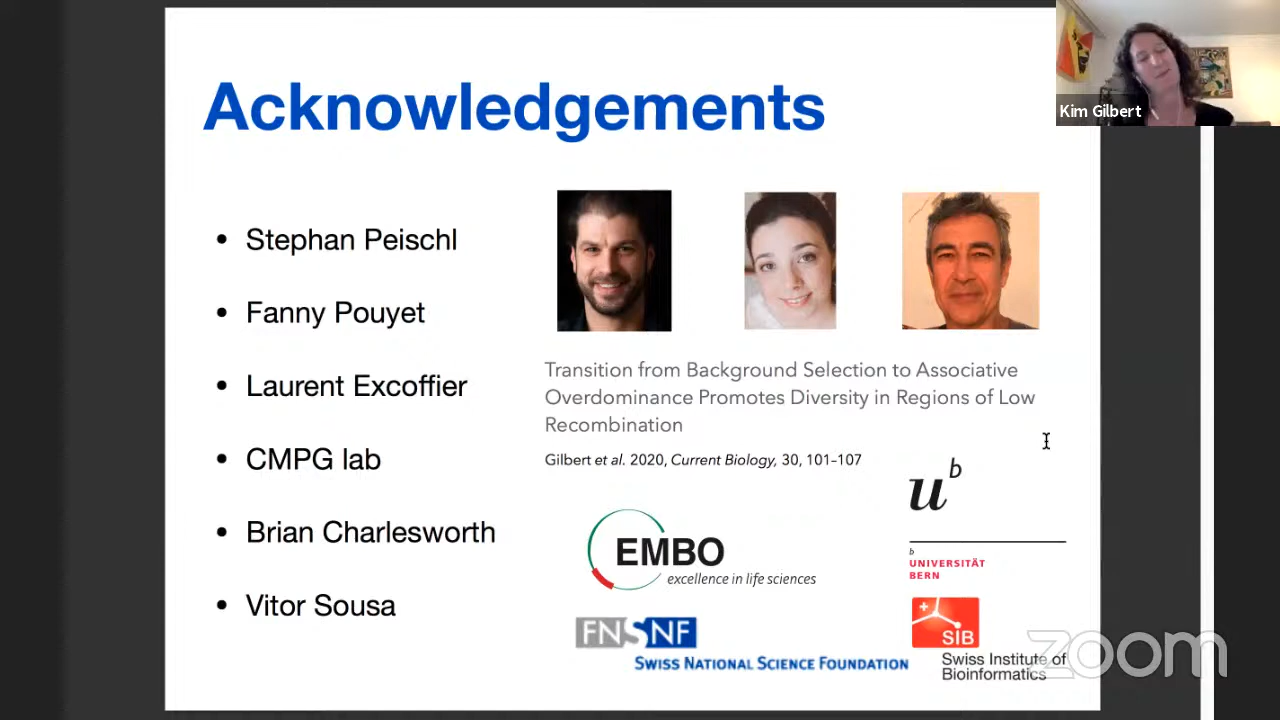 Acknowledgements
Kim Gilbert
Stephan Peischl
Fanny Pouyet
Laurent Excoffier
CMPG lab
Brian Charlesworth
Vitor Sousa
Transition from Background Selection to Associative
Overdominance Promotes Diversity in Regions of Low
Recombination
Gilbert et al. 2020, Current Biology, 30, 101–107
u b
b
UNIVERSITÄT
BERN
EMBO
excellence in life sciences
FNSNF
SWISS NATIONAL SCIENCE FOUNDATION
SIB
Swiss Institute of
Bioinformatics
zoom